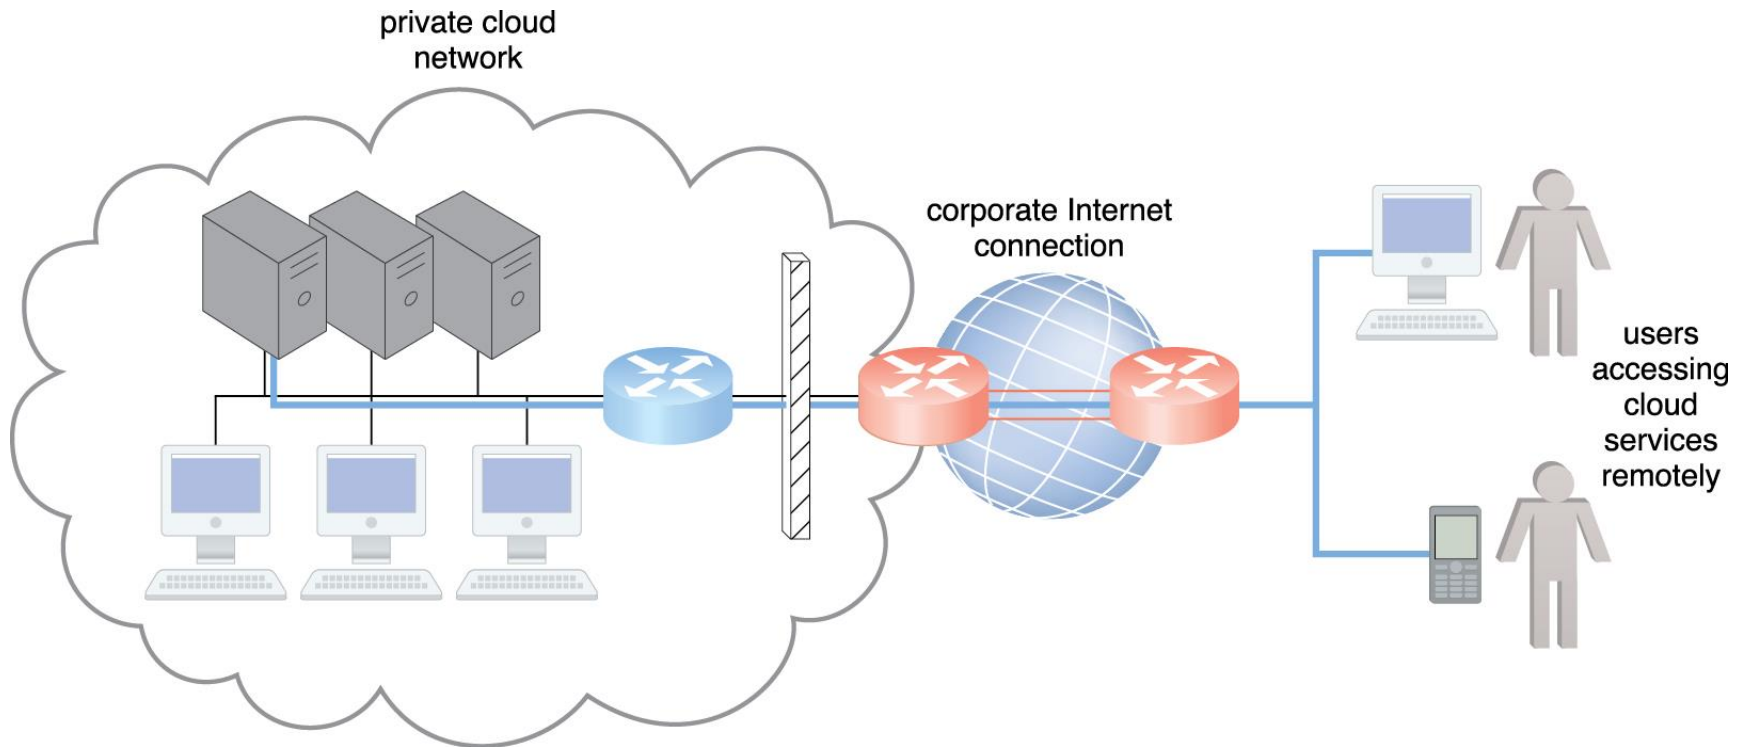 private cloud
network
corporate Internet
connection
users
accessing
cloud
services
remotely